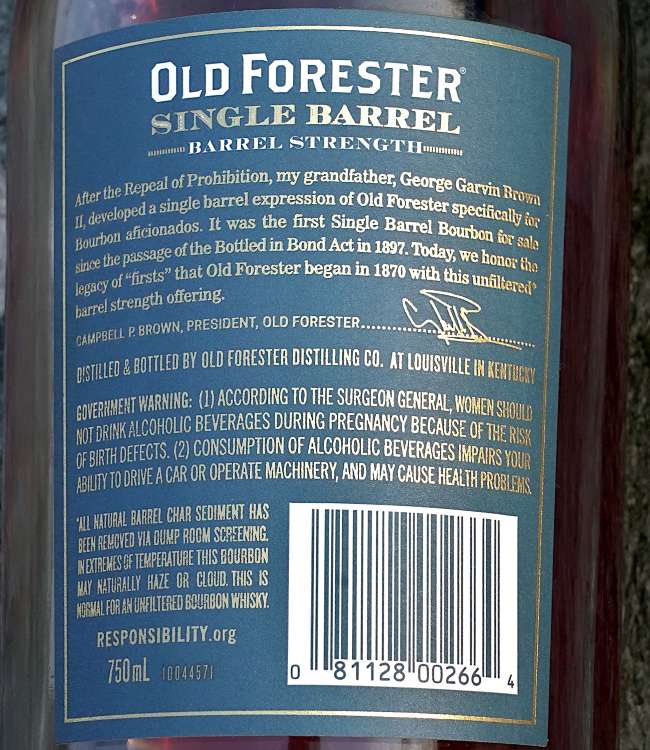 OLD FORESTER®
SINGLE BARREL
BARREL STRENGTH
After the Repeal of Prohibition, my grandfather, George Garvin Brown
II, developed a single barrel expression of Old Forester specifically for
Bourbon aficionados. It was the first Single Barrel Bourbon for sale
since the passage of the Bottled in Bond Act in 1897. Today, we honor the
legacy of “firsts” that Old Forester began in 1870 with this unfiltered*
barrel strength offering.
CAMPBELL P. BROWN, PRESIDENT, OLD FORESTER
DISTILLED & BOTTLED BY OLD FORESTER DISTILLING CO. AT LOUISVILLE IN KENTUCKY
GOVERNMENT WARNING: (1) ACCORDING TO THE SURGEON GENERAL, WOMEN SHOULD
NOT DRINK ALCOHOLIC BEVERAGES DURING PREGNANCY BECAUSE OF THE RISK
OF BIRTH DEFECTS. (2) CONSUMPTION OF ALCOHOLIC BEVERAGES IMPAIRS YOUR
ABILITY TO DRIVE A CAR OR OPERATE MACHINERY, AND MAY CAUSE HEALTH PROBLEMS.
*ALL NATURAL BARREL CHAR SEDIMENT HAS
BEEN REMOVED VIA DUMP ROOM SCREENING.
IN EXTREMES OF TEMPERATURE THIS BOURBON
MAY NATURALLY HAZE OR CLOUD. THIS IS
NORMAL FOR AN UNFILTERED BOURBON WHISKY.
RESPONSIBILITY.org
750mL 10044571
0 81128 00266 4